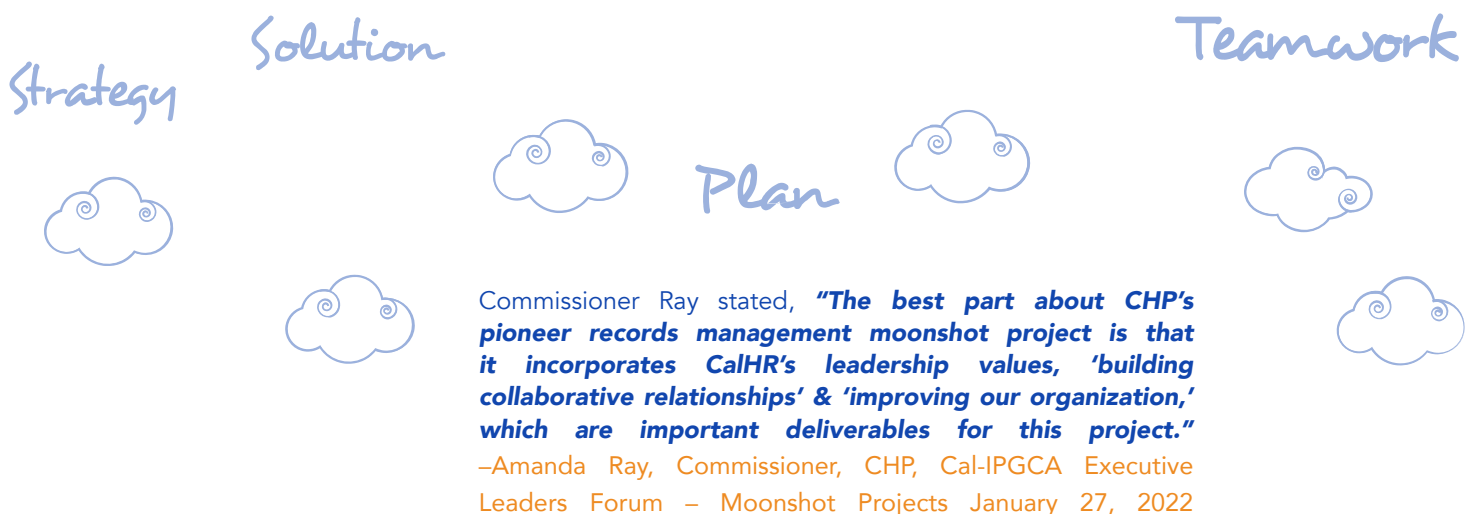 Solution
Teamwork
Strategy
Plan
Commissioner Ray stated, “The best part about CHP’s
pioneer records management moonshot project is that
it incorporates CalHR’s leadership values, ‘building
collaborative relationships’ & ‘improving our organization,’
which are important deliverables for this project.”
–Amanda Ray, Commissioner, CHP, Cal-IPGCA Executive
Leaders Forum – Moonshot Projects January 27, 2022